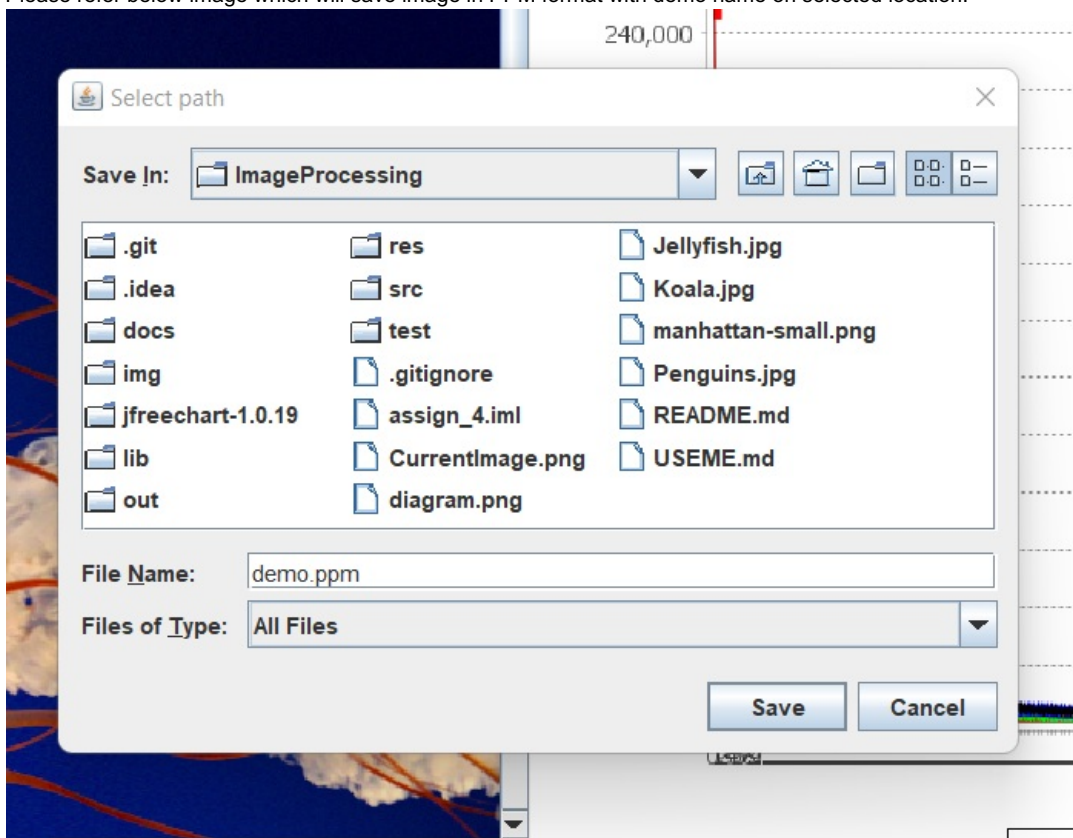 Please refer below image which will save image in PPM format with demo name on selected location.
240,000
Select path
Save In: ImageProcessing
.git res Jellyfish.jpg
.idea src Koala.jpg
docs test manhattan-small.png
img .gitignore Penguins.jpg
jfreechart-1.0.19 assign_4.iml README.md
lib CurrentImage.png USEME.md
out diagram.png
File Name: demo.ppm
Files of Type: All Files
Save Cancel